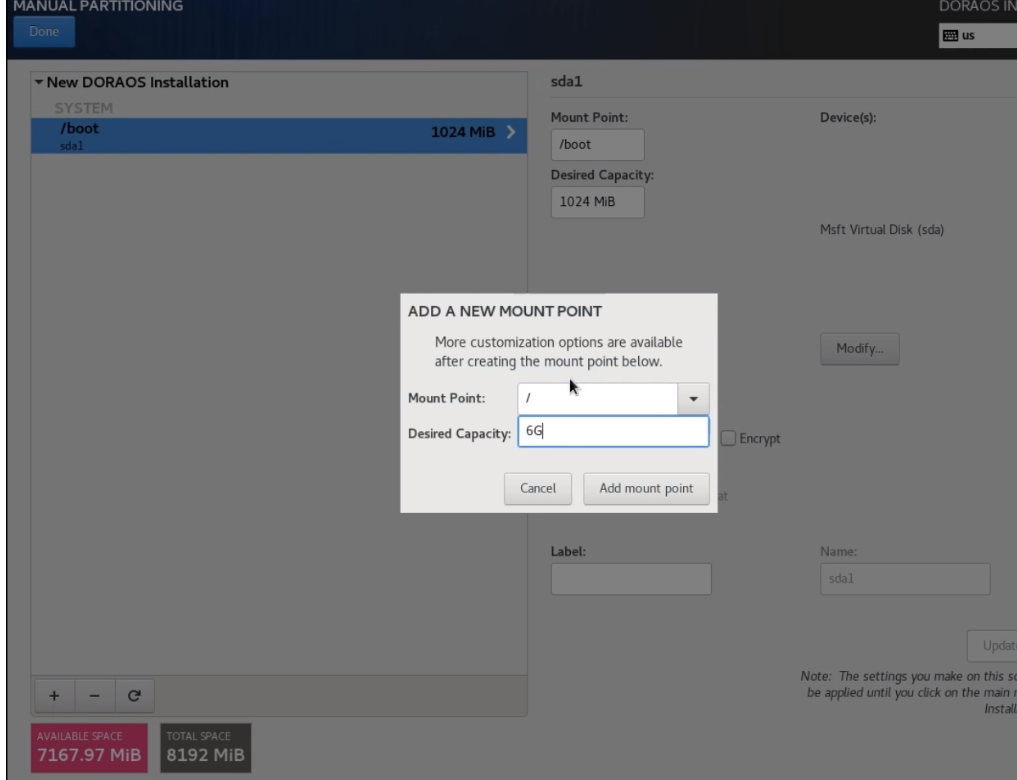 MANUAL PARTITIONING
DORAOS IN
Done
us
New DORAOS Installation
SYSTEM
/boot
1024 MiB
sda1
sda1
Mount Point:
Device(s):
/boot
Desired Capacity:
1024 MiB
Msft Virtual Disk (sda)
ADD A NEW MOUNT POINT
More customization options are available
after creating the mount point below.
Mount Point:
/
Desired Capacity:
6G
Cancel
Add mount point
Modify...
Encrypt
at
Label:
Name:
sda1
Updat
Note: The settings you make on this sc
be applied until you click on the main
Install
+
-
AVAILABLE SPACE
7167.97 MiB
TOTAL SPACE
8192 MiB